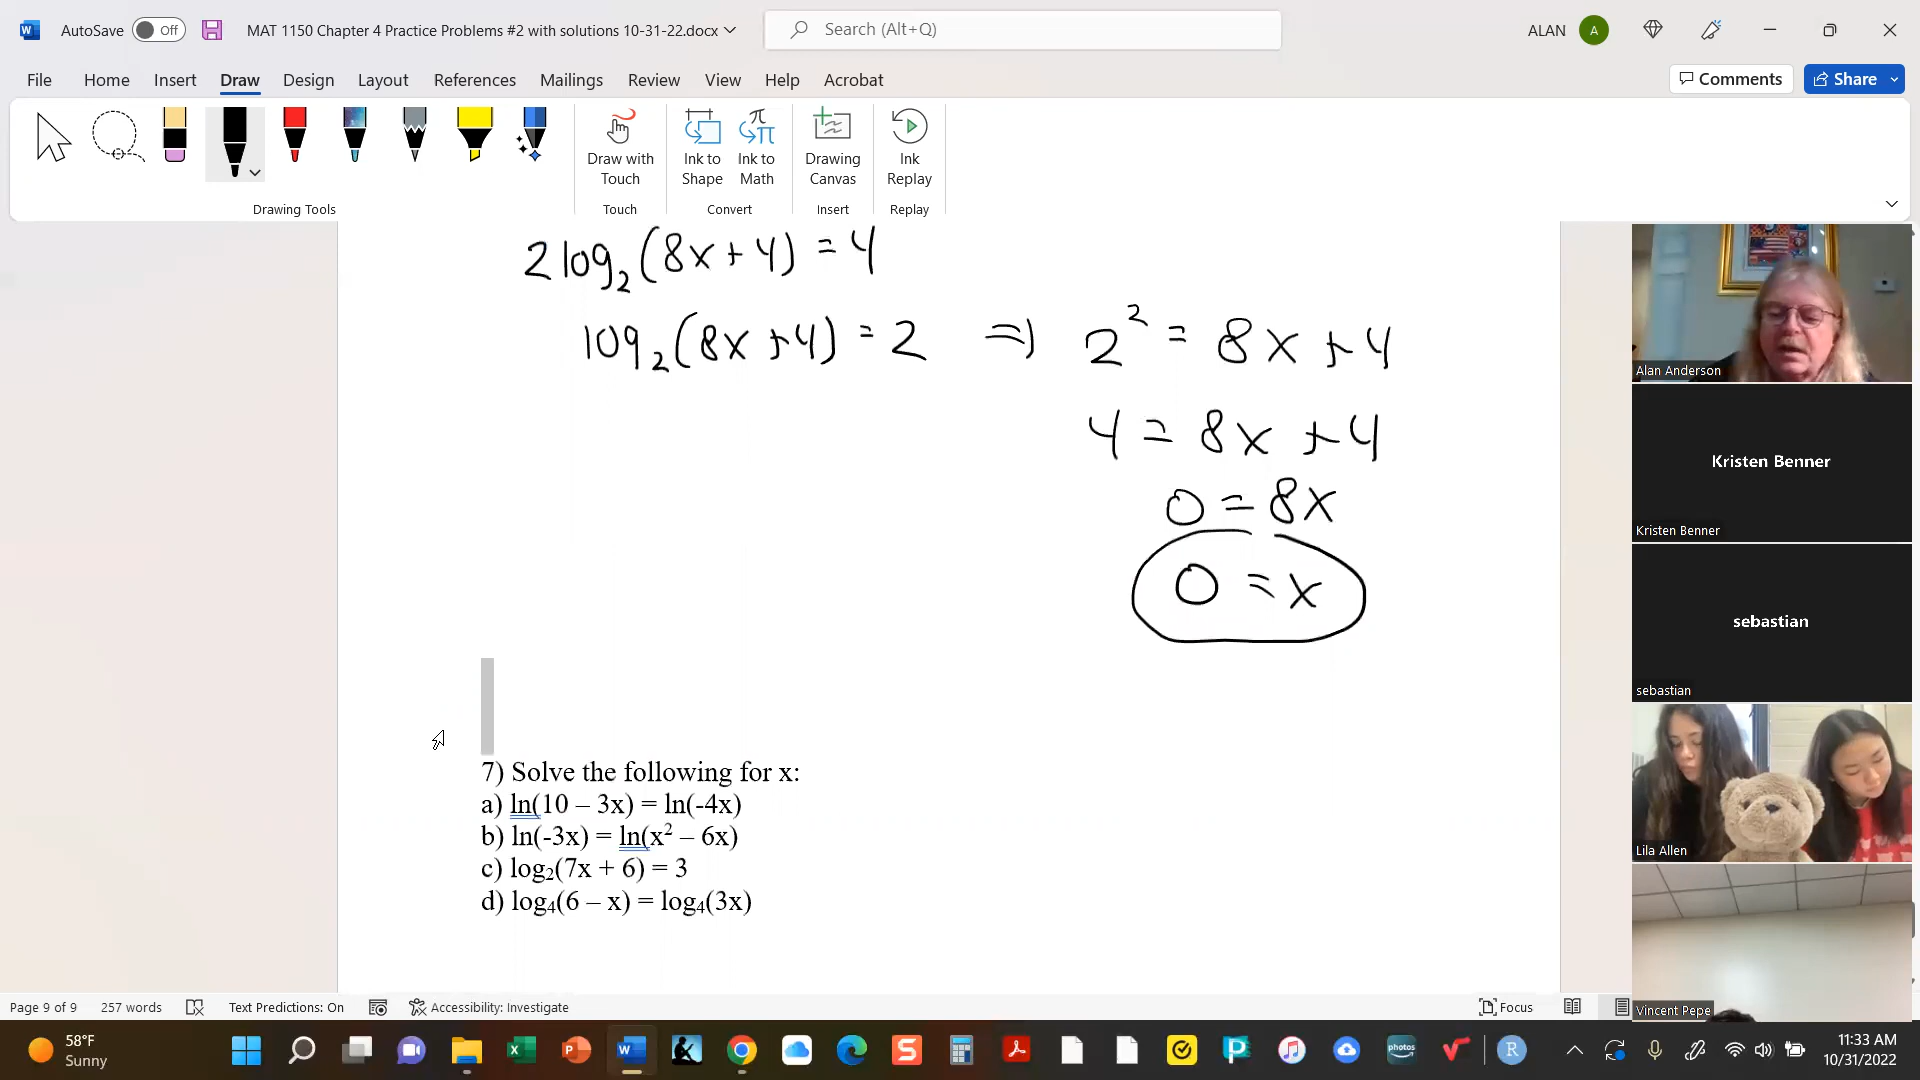 AutoSave Off MAT 1150 Chapter 4 Practice Problems #2 with solutions 10-31-22.docx Search (Alt+Q) ALAN A
File Home Insert Draw Design Layout References Mailings Review View Help Acrobat Comments Share
Draw with Touch
Ink to Shape
Ink to Math
Drawing Canvas
Ink Replay
Drawing Tools Touch Convert Insert Replay
2log₂(8x+4) = 4
log₂(8x+4) = 2 ⇒ 2² = 8x+4
4 = 8x+4
0 = 8x
0 = x
7) Solve the following for x:
a) ln(10 – 3x) = ln(-4x)
b) ln(-3x) = ln(x² – 6x)
c) log₂(7x + 6) = 3
d) log₄(6 – x) = log₄(3x)
Alan Anderson
Kristen Benner
Kristen Benner
sebastian
sebastian
Lila Allen
Vincent Pepe
Page 9 of 9 257 words Text Predictions: On Accessibility: Investigate Focus
58°F
Sunny
photos
R
11:33 AM
10/31/2022